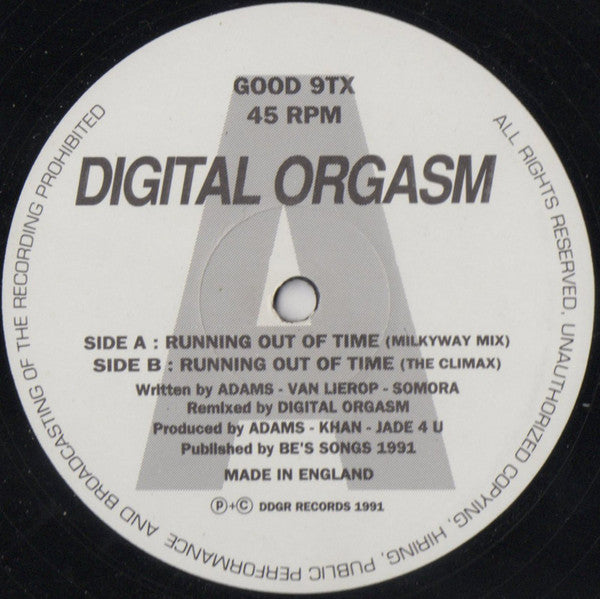 GOOD 9TX
45 RPM
DIGITAL ORGASM
A
SIDE A : RUNNING OUT OF TIME (MILKYWAY MIX)
SIDE B : RUNNING OUT OF TIME (THE CLIMAX)
Written by ADAMS - VAN LIEROP - SOMORA
Remixed by DIGITAL ORGASM
Produced by ADAMS - KHAN - JADE 4 U
Published by BE'S SONGS 1991
MADE IN ENGLAND
Ⓟ+© DDGR RECORDS 1991
ALL RIGHTS RESERVED. UNAUTHORIZED COPYING, HIRING, PUBLIC PERFORMANCE AND BROADCASTING OF THE RECORDING PROHIBITED